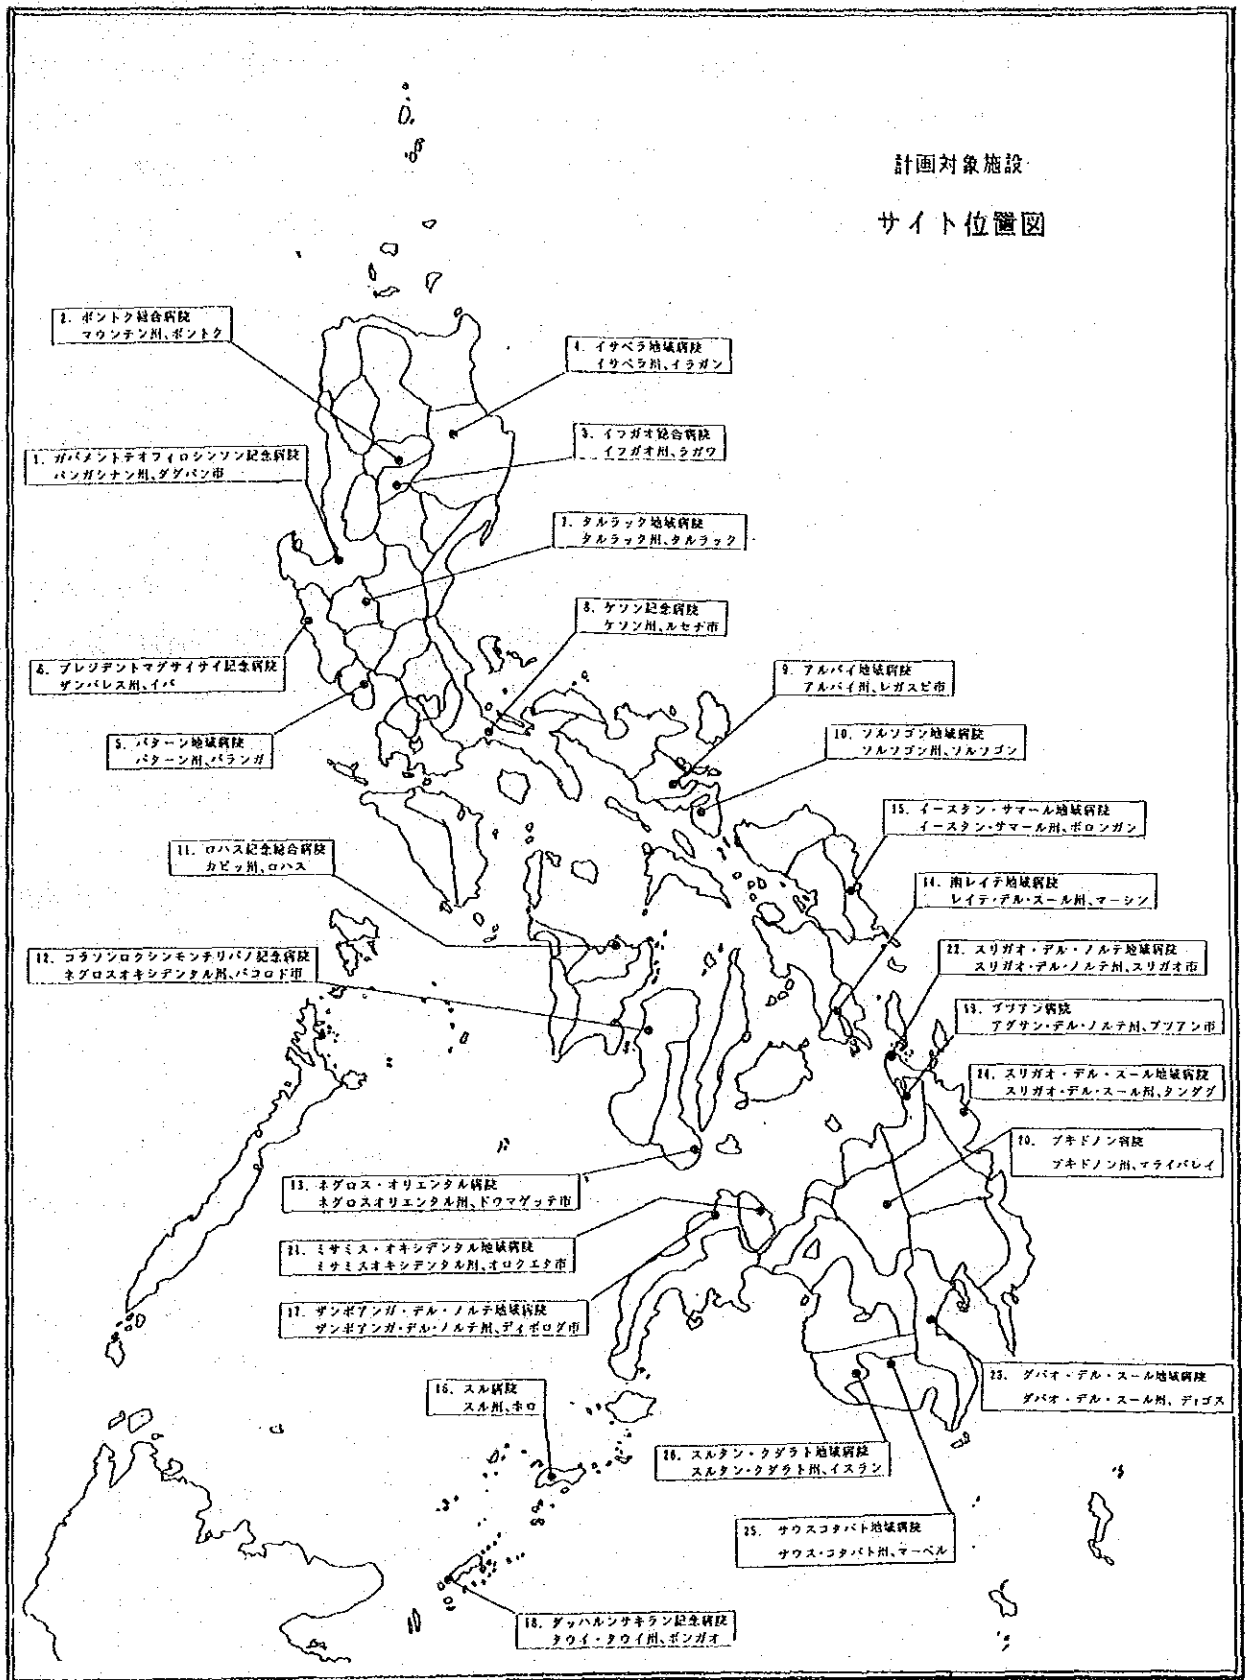 計画対象施設
サイト位置図
2. ボントク総合病院
マウンテン州、ボントク
4. イサベラ地域病院
イサベラ州、イラガン
3. イフガオ総合病院
イフガオ州、ラガワ
1. ガバメントテオフィロシソン記念病院
パンガシナン州、ダグパン市
7. タルラック地域病院
タルラック州、タルラック
8. ケソン記念病院
ケソン州、ルセナ市
6. プレジデントマグサイサイ記念病院
ザンバレス州、イバ
9. アルバイ地域病院
アルバイ州、レガスピ市
5. バターン地域病院
バターン州、バランガ
10. ソルソゴン地域病院
ソルソゴン州、ソルソゴン
15. イースタン・サマール地域病院
イースタン・サマール州、ボロンガン
11. ロハス記念総合病院
カピッ州、ロハス
14. 南レイテ地域病院
レイテ・デル・スール州、マーシン
12. コラソンロクシンモンテリバノ記念病院
ネグロスオキシデンタル州、バコロド市
22. スリガオ・デル・ノルテ地域病院
スリガオ・デル・ノルテ州、スリガオ市
19. ブツアン病院
アグサン・デル・ノルテ州、ブツアン市
24. スリガオ・デル・スール地域病院
スリガオ・デル・スール州、タンダグ
20. ブキドノン病院
ブキドノン州、マライバレイ
13. ネグロス・オリエンタル病院
ネグロスオリエンタル州、ドウマゲッテ市
21. ミサミス・オキシデンタル地域病院
ミサミスオキシデンタル州、オロクエタ市
17. ザンボアンガ・デル・ノルテ地域病院
ザンボアンガ・デル・ノルテ州、ディポログ市
23. ダバオ・デル・スール地域病院
ダバオ・デル・スール州、ディゴス
16. スル病院
スル州、ホロ
26. スルタン・クダラト地域病院
スルタン・クダラト州、イスラン
25. サウスコタバト地域病院
サウス・コタバト州、マーベル
18. ダッハルンサキラン記念病院
タウイ・タウイ州、ボンガオ